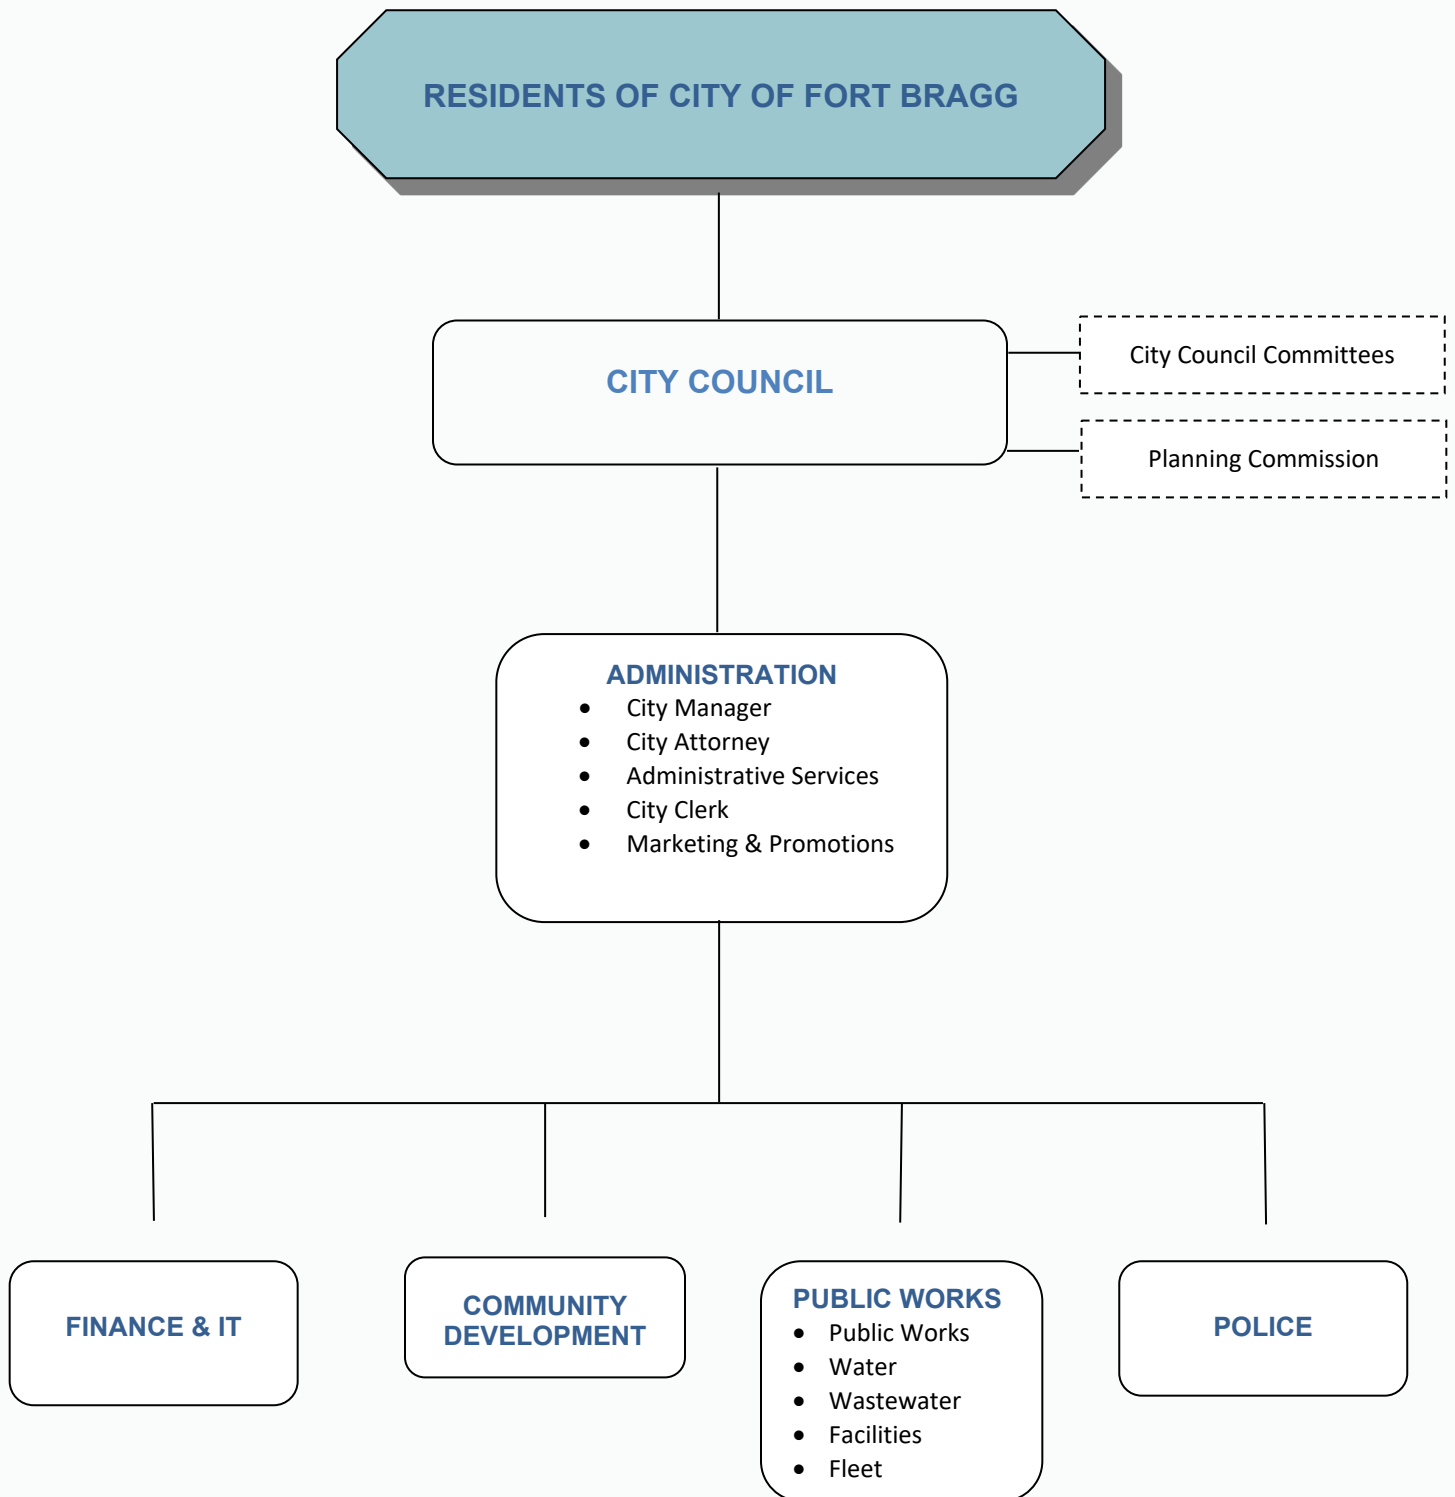 RESIDENTS OF CITY OF FORT BRAGG
CITY COUNCIL
City Council Committees
Planning Commission
ADMINISTRATION
• City Manager
• City Attorney
• Administrative Services
• City Clerk
• Marketing & Promotions
FINANCE & IT
COMMUNITY
DEVELOPMENT
PUBLIC WORKS
• Public Works
• Water
• Wastewater
• Facilities
• Fleet
POLICE